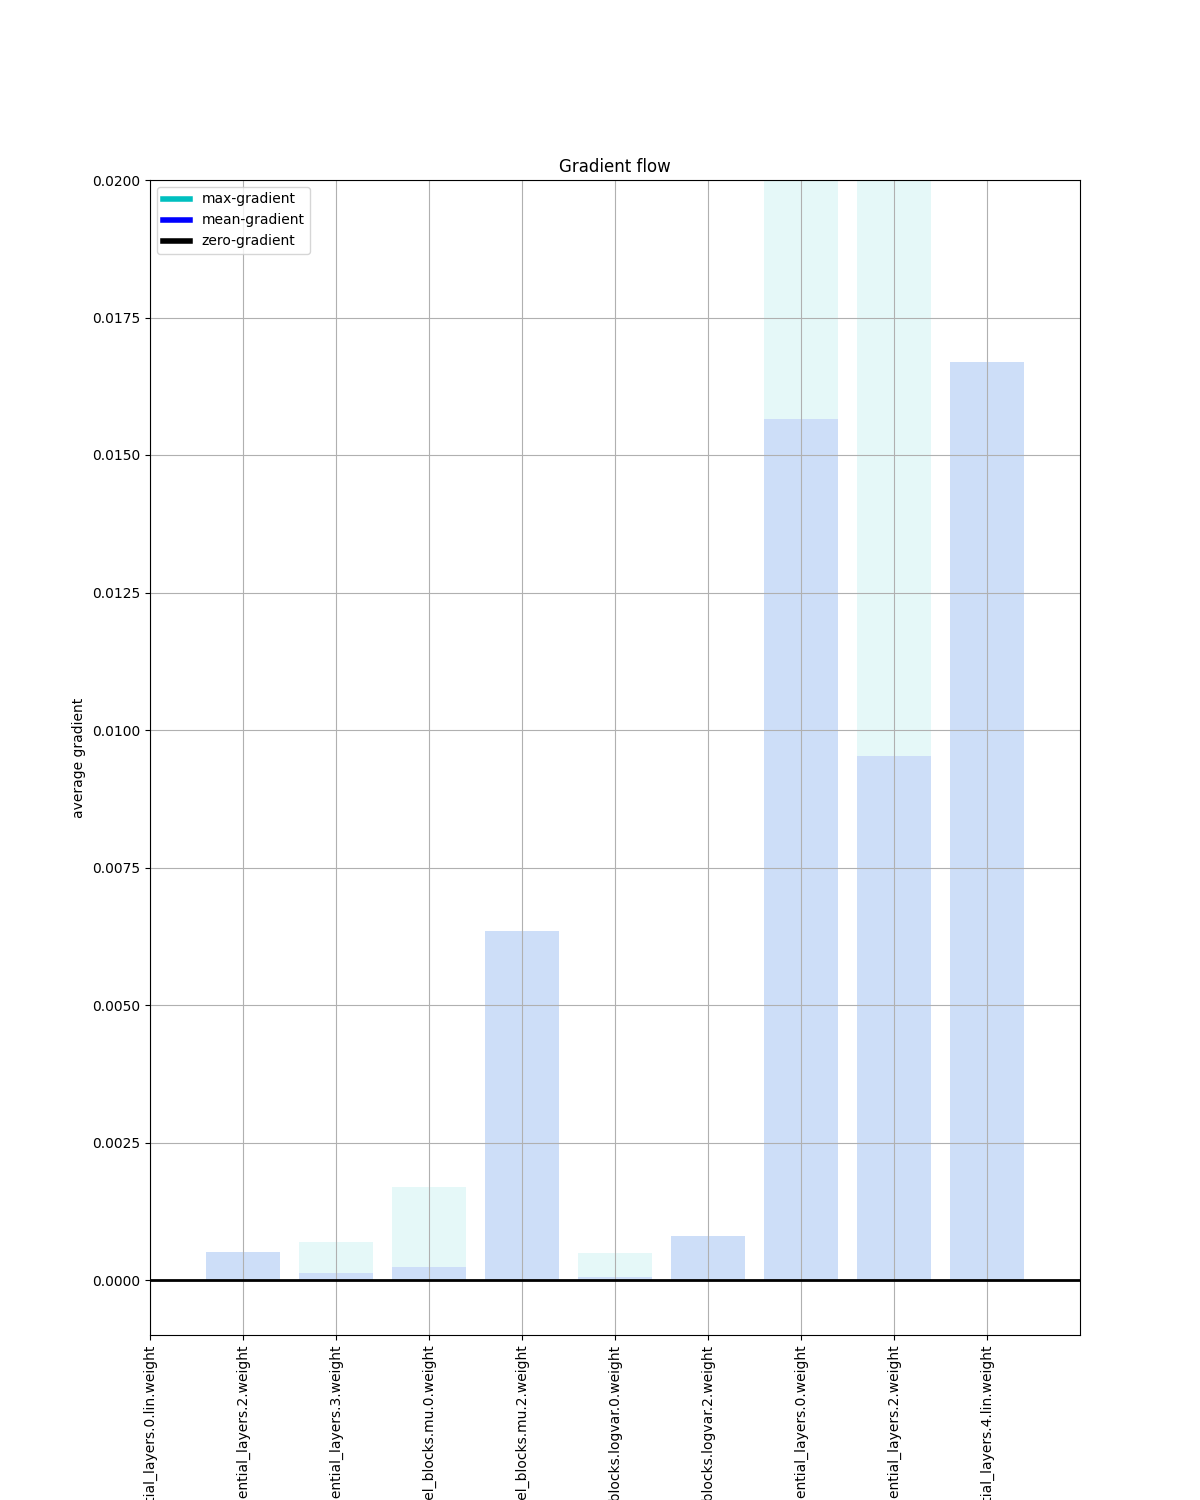 Gradient flow
max-gradient
mean-gradient
zero-gradient
0.0200
0.0175
0.0150
0.0125
0.0100
0.0075
0.0050
0.0025
0.0000
average gradient
tial_layers.0.lin.weight
ential_layers.2.weight
ential_layers.3.weight
el_blocks.mu.0.weight
el_blocks.mu.2.weight
blocks.logvar.0.weight
blocks.logvar.2.weight
ential_layers.0.weight
ential_layers.2.weight
tial_layers.4.lin.weight